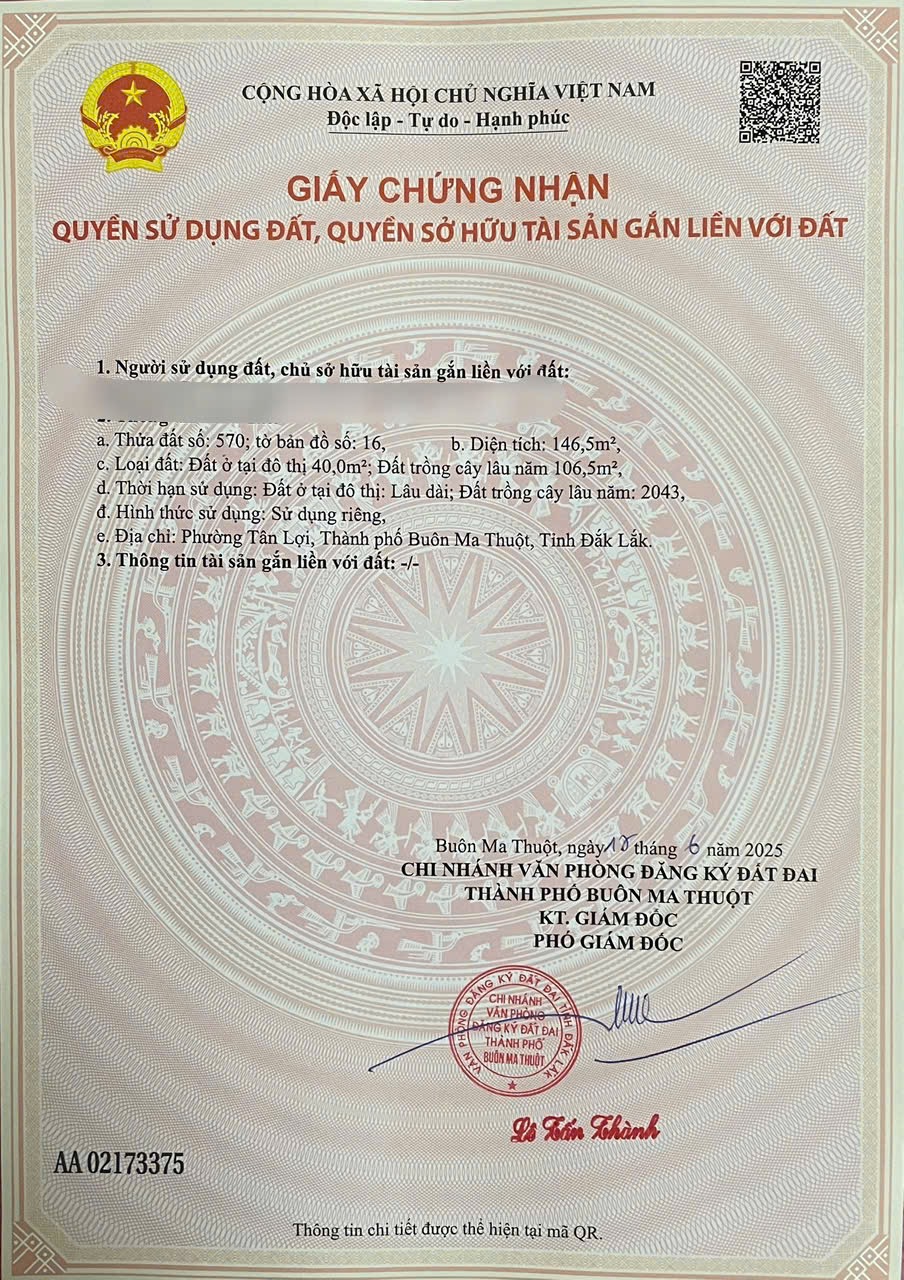 CỘNG HÒA XÃ HỘI CHỦ NGHĨA VIỆT NAM
Độc lập - Tự do - Hạnh phúc
GIẤY CHỨNG NHẬN
QUYỀN SỬ DỤNG ĐẤT, QUYỀN SỞ HỮU TÀI SẢN GẮN LIỀN VỚI ĐẤT
1. Người sử dụng đất, chủ sở hữu tài sản gắn liền với đất:
a. Thửa đất số: 570; tờ bản đồ số: 16, b. Diện tích: 146,5m²,
c. Loại đất: Đất ở tại đô thị 40,0m²; Đất trồng cây lâu năm 106,5m²,
d. Thời hạn sử dụng: Đất ở tại đô thị: Lâu dài; Đất trồng cây lâu năm: 2043,
đ. Hình thức sử dụng: Sử dụng riêng,
e. Địa chỉ: Phường Tân Lợi, Thành phố Buôn Ma Thuột, Tỉnh Đắk Lắk.
3. Thông tin tài sản gắn liền với đất: -/-
Buôn Ma Thuột, ngày tháng 6 năm 2025
CHI NHÁNH VĂN PHÒNG ĐĂNG KÝ ĐẤT ĐAI
THÀNH PHỐ BUÔN MA THUỘT
KT. GIÁM ĐỐC
PHÓ GIÁM ĐỐC
VĂN PHÒNG ĐĂNG KÝ ĐẤT ĐAI TỈNH ĐẮK LẮK
CHI NHÁNH
VĂN PHÒNG
ĐĂNG KÝ ĐẤT ĐAI
THÀNH PHỐ
BUÔN MA THUỘT
Tấn Thành
AA 02173375
Thông tin chi tiết được thể hiện tại mã QR.